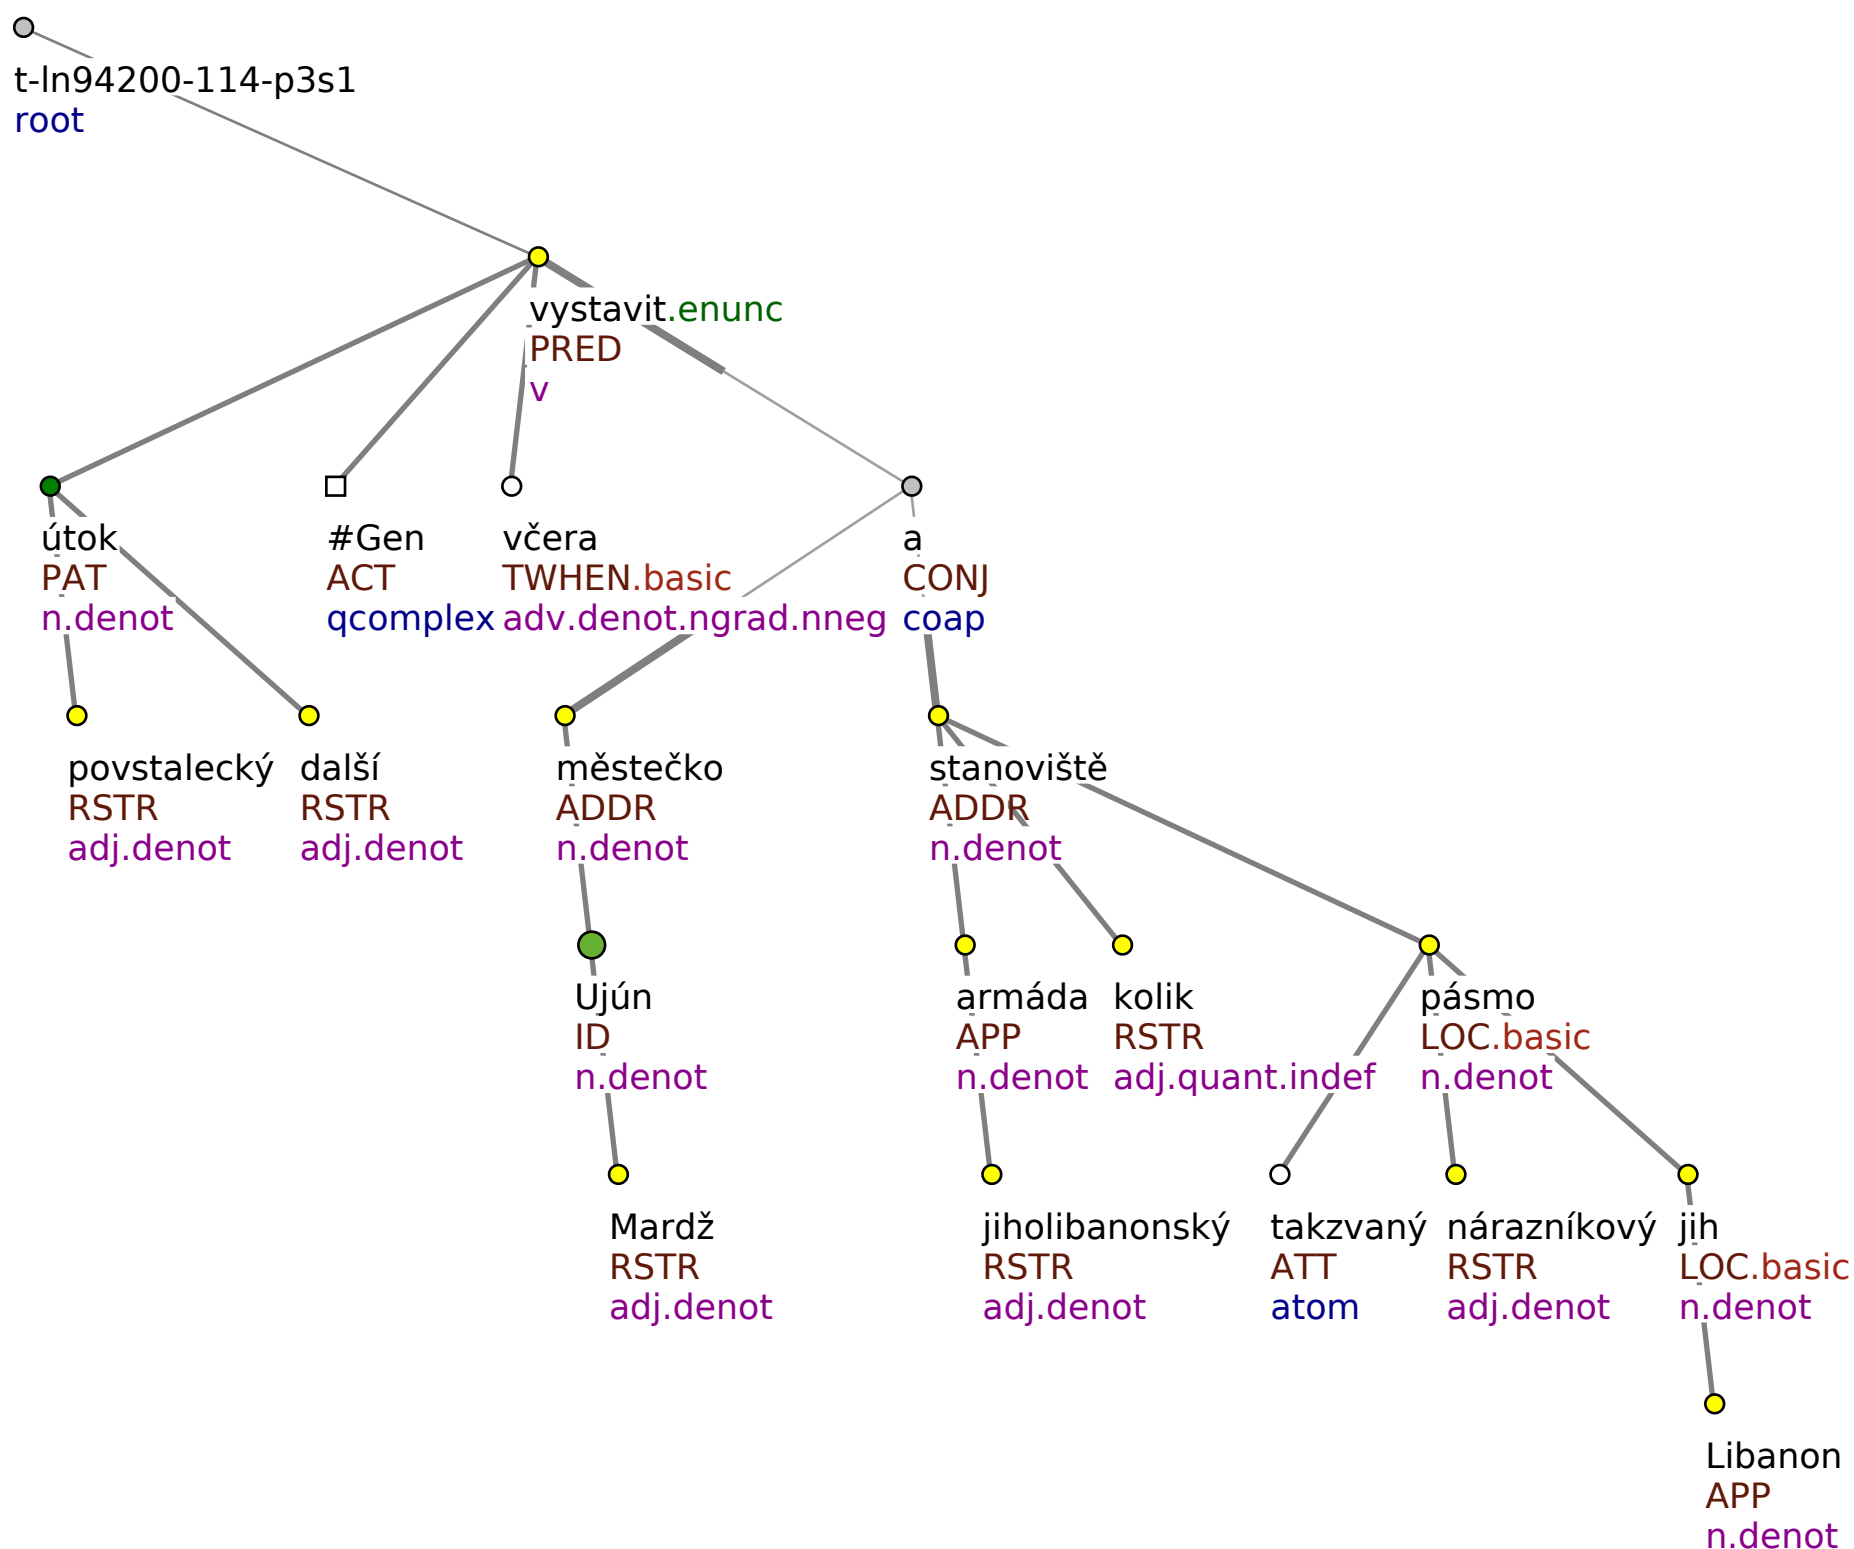 t-ln94200-114-p3s1
root
vystavit.enunc
PRED
v
útok
PAT
n.denot
#Gen
ACT
qcomplex
včera
TWHEN.basic
adv.denot.ngrad.nneg
a
CONJ
coap
povstalecký
RSTR
adj.denot
další
RSTR
adj.denot
městečko
ADDR
n.denot
stanoviště
ADDR
n.denot
Ujún
ID
n.denot
armáda
APP
n.denot
kolik
RSTR
adj.quant.indef
pásmo
LOC.basic
n.denot
Mardž
RSTR
adj.denot
jiholibanonský
RSTR
adj.denot
takzvaný
ATT
atom
nárazníkový
RSTR
adj.denot
jih
LOC.basic
n.denot
Libanon
APP
n.denot